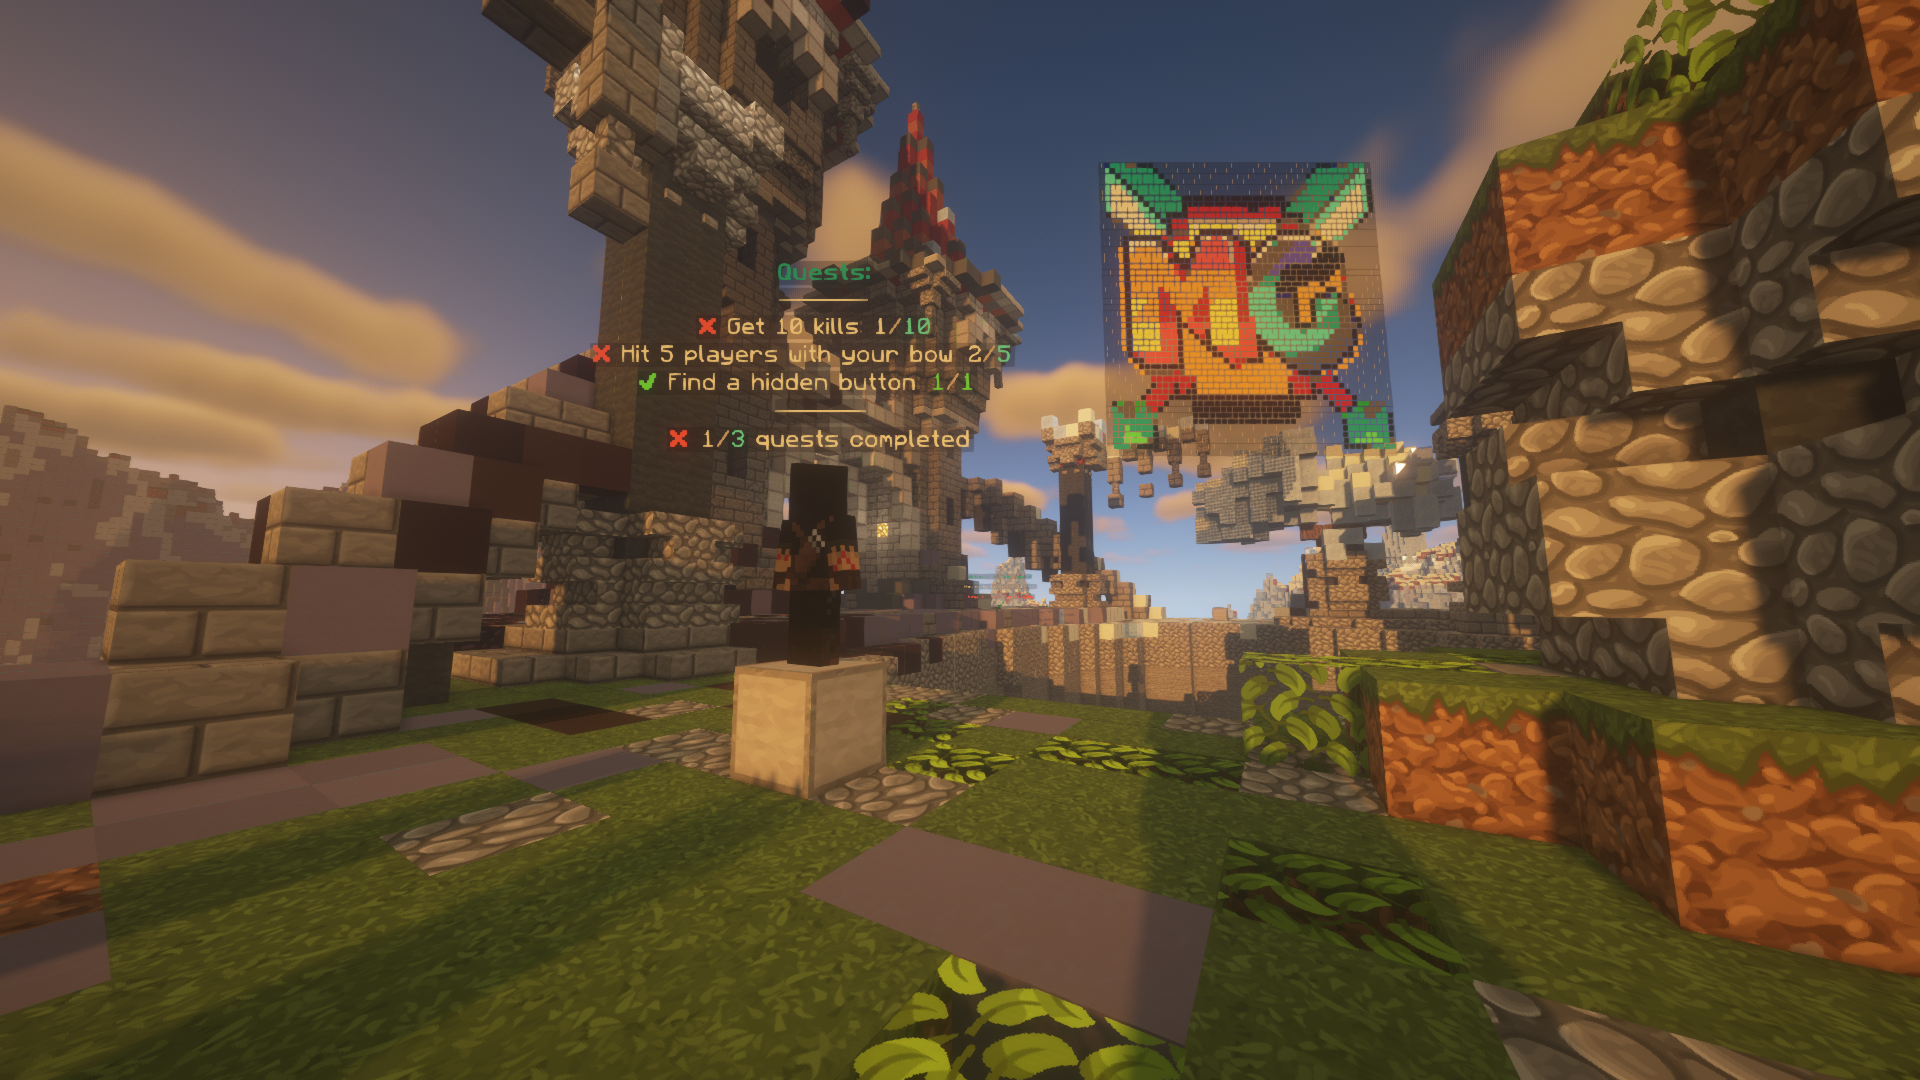 Quests:
✖ Get 10 kills 1/10
✖ Hit 5 players with your bow 2/5
✔ Find a hidden button 1/1
✖ 1/3 quests completed
MC